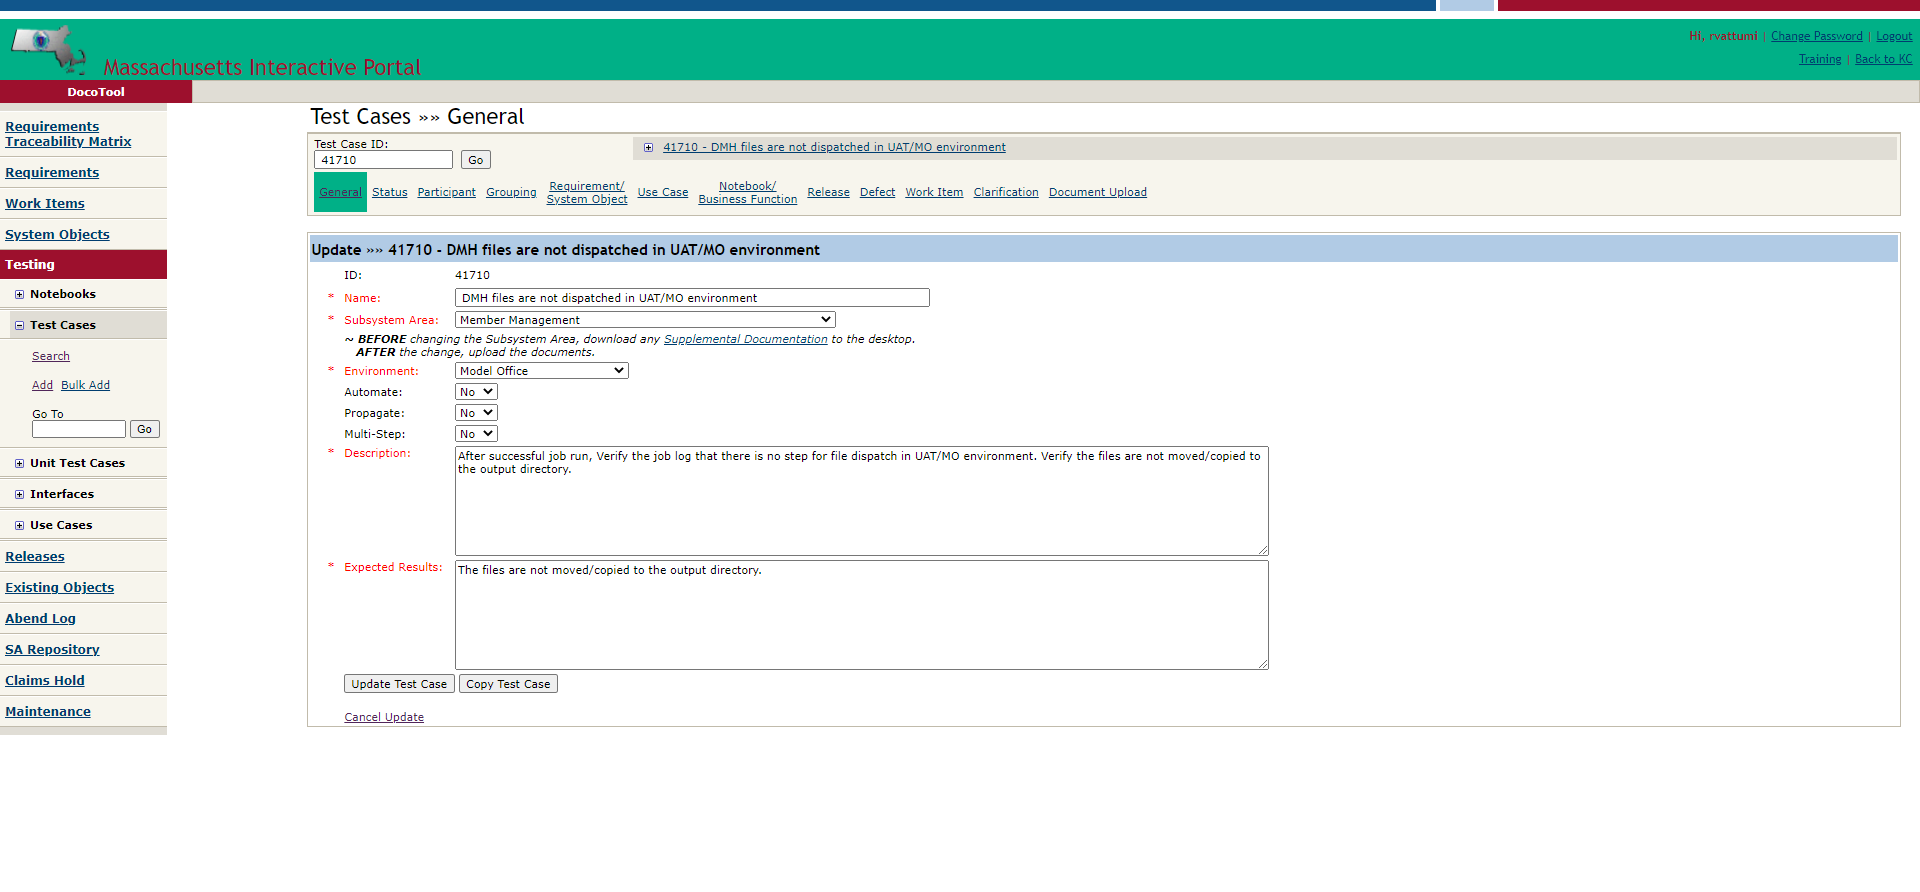 Massachusetts Interactive Portal
Hi, rvattumi | Change Password | Logout
Training | Back to KC
DocoTool
Requirements
Traceability Matrix
Requirements
Work Items
System Objects
Testing
Notebooks
Test Cases
Search
Add Bulk Add
Go To
Go
Unit Test Cases
Interfaces
Use Cases
Releases
Existing Objects
Abend Log
SA Repository
Claims Hold
Maintenance
Test Cases »» General
Test Case ID:
41710 Go
41710 - DMH files are not dispatched in UAT/MO environment
General Status Participant Grouping Requirement/ System Object Use Case Notebook/ Business Function Release Defect Work Item Clarification Document Upload
Update »» 41710 - DMH files are not dispatched in UAT/MO environment
ID: 41710
* Name: DMH files are not dispatched in UAT/MO environment
* Subsystem Area: Member Management
~ BEFORE changing the Subsystem Area, download any Supplemental Documentation to the desktop.
AFTER the change, upload the documents.
* Environment: Model Office
Automate: No
Propagate: No
Multi-Step: No
* Description: After successful job run, Verify the job log that there is no step for file dispatch in UAT/MO environment. Verify the files are not moved/copied to
the output directory.
* Expected Results: The files are not moved/copied to the output directory.
Update Test Case Copy Test Case
Cancel Update